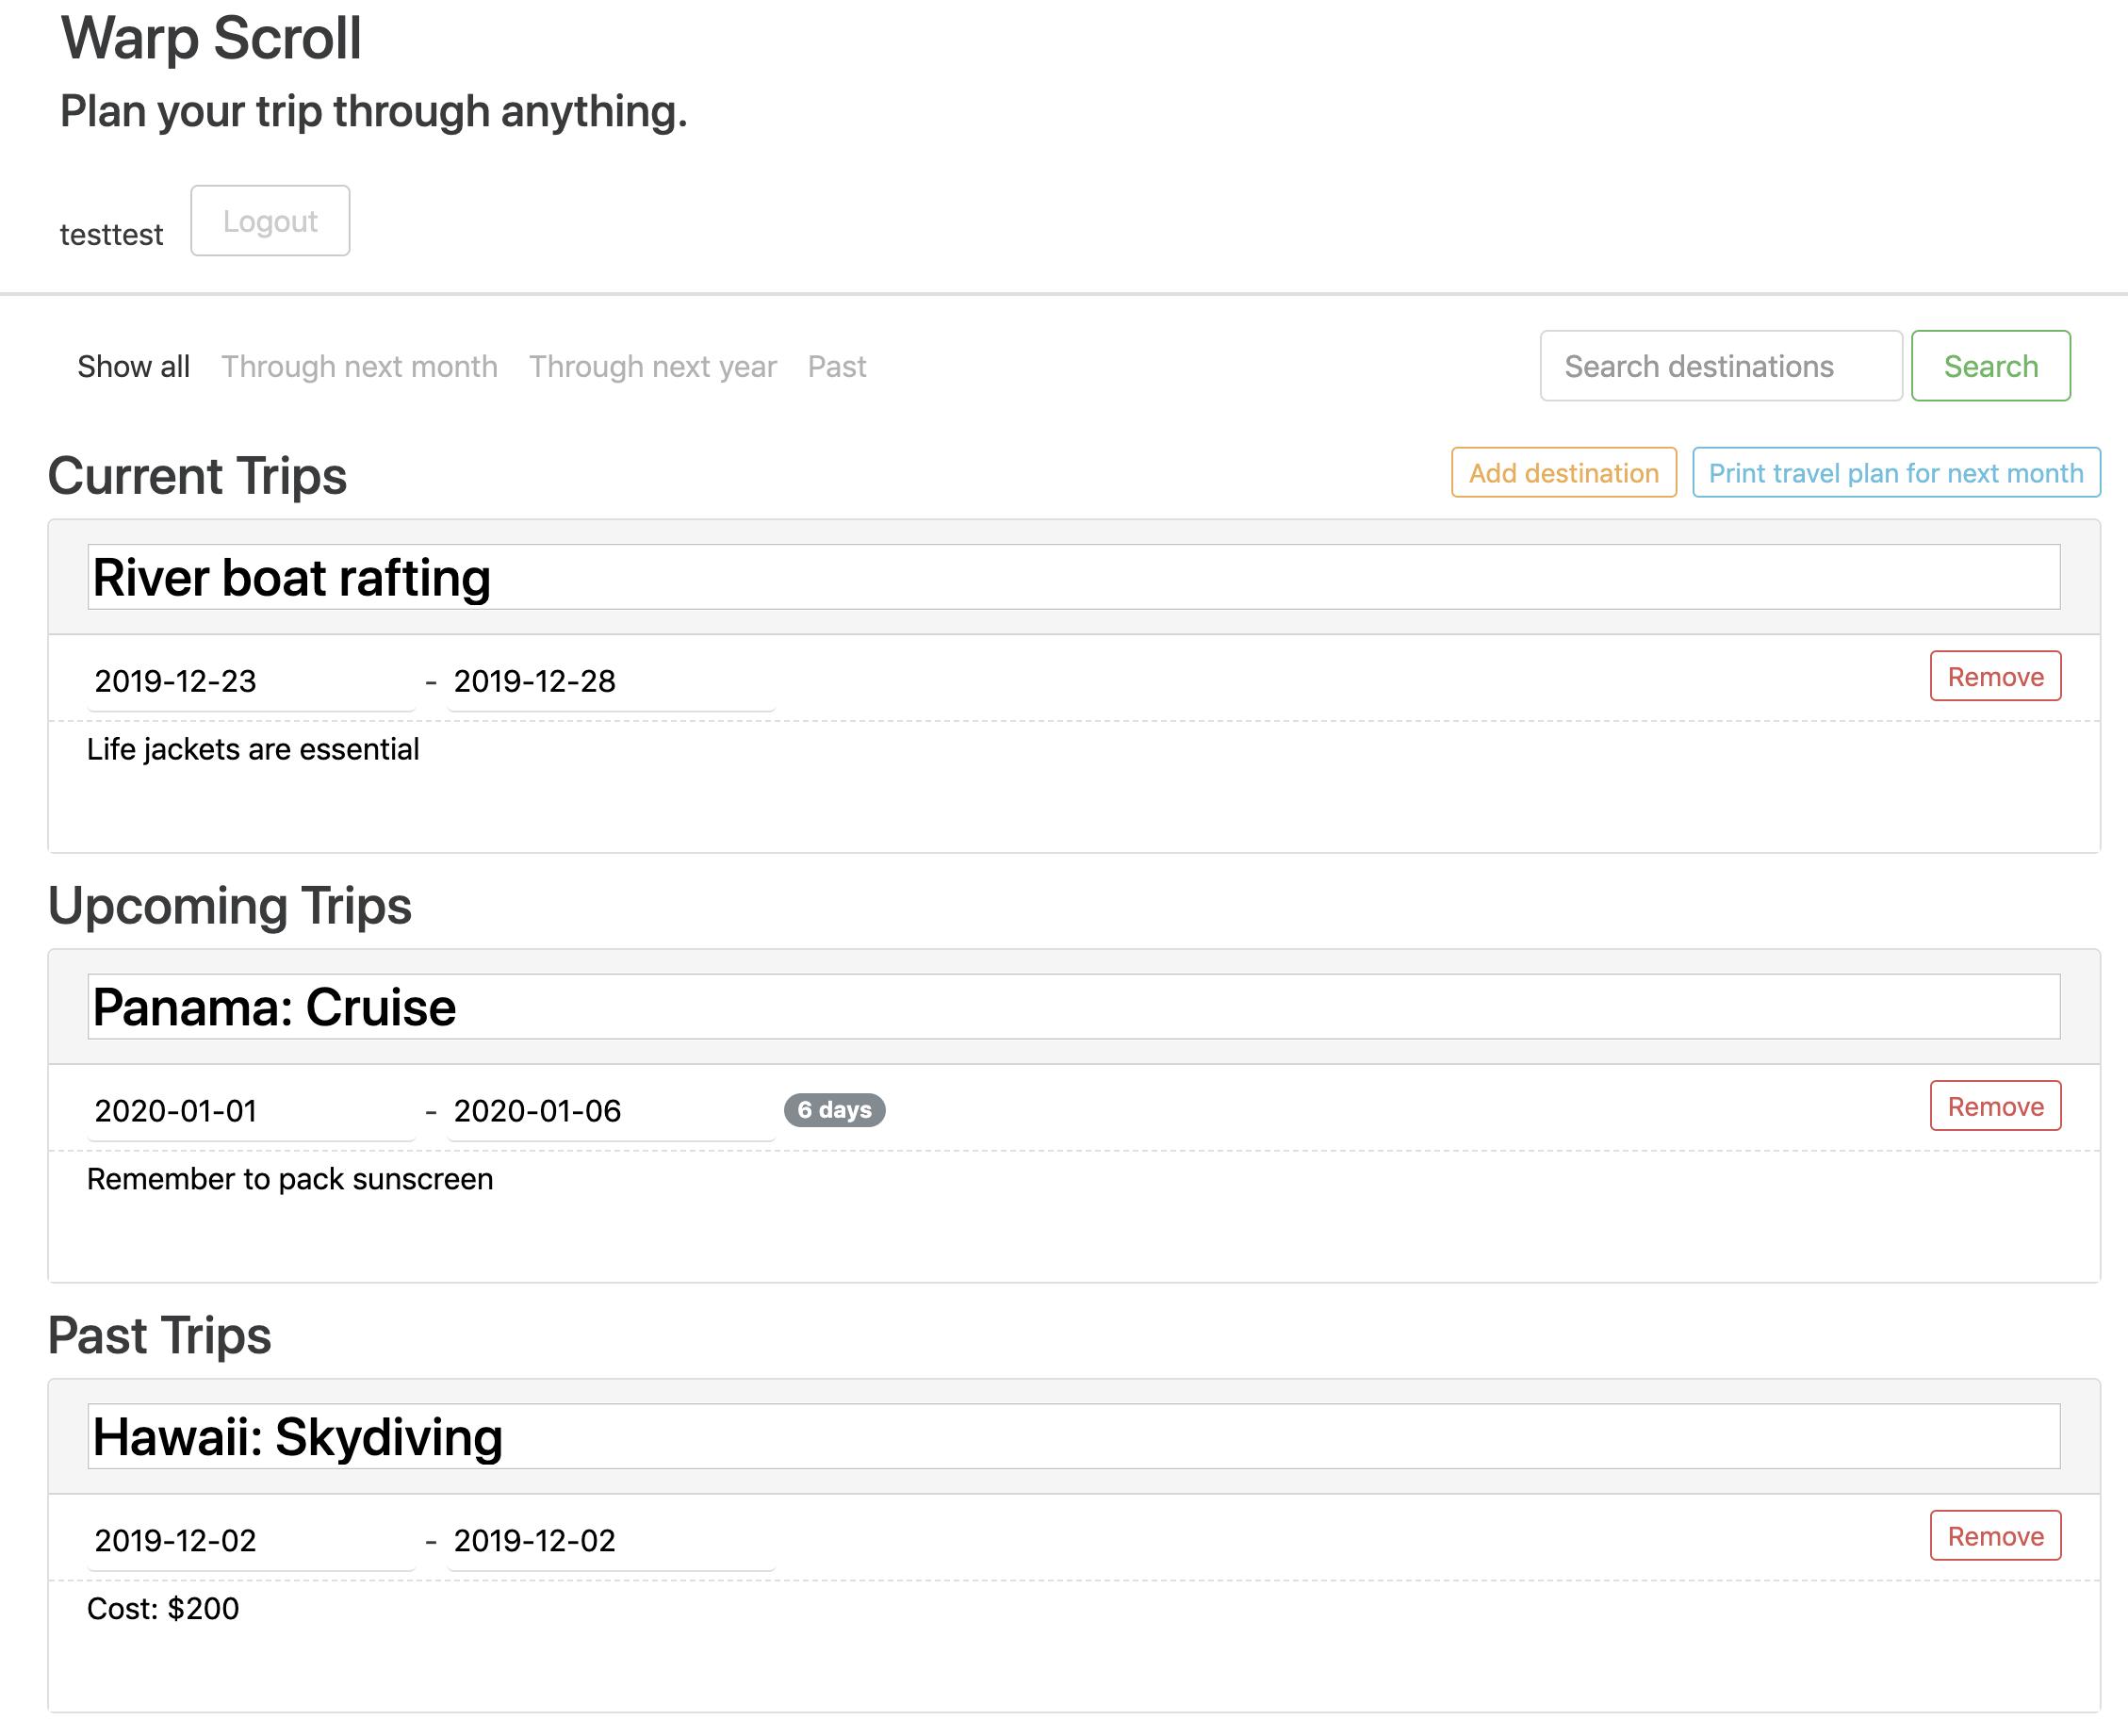 Warp Scroll
Plan your trip through anything.
testtest Logout
Show all Through next month Through next year Past Search destinations Search
Current Trips Add destination Print travel plan for next month
River boat rafting
2019-12-23 - 2019-12-28 Remove
Life jackets are essential
Upcoming Trips
Panama: Cruise
2020-01-01 - 2020-01-06 6 days Remove
Remember to pack sunscreen
Past Trips
Hawaii: Skydiving
2019-12-02 - 2019-12-02 Remove
Cost: $200